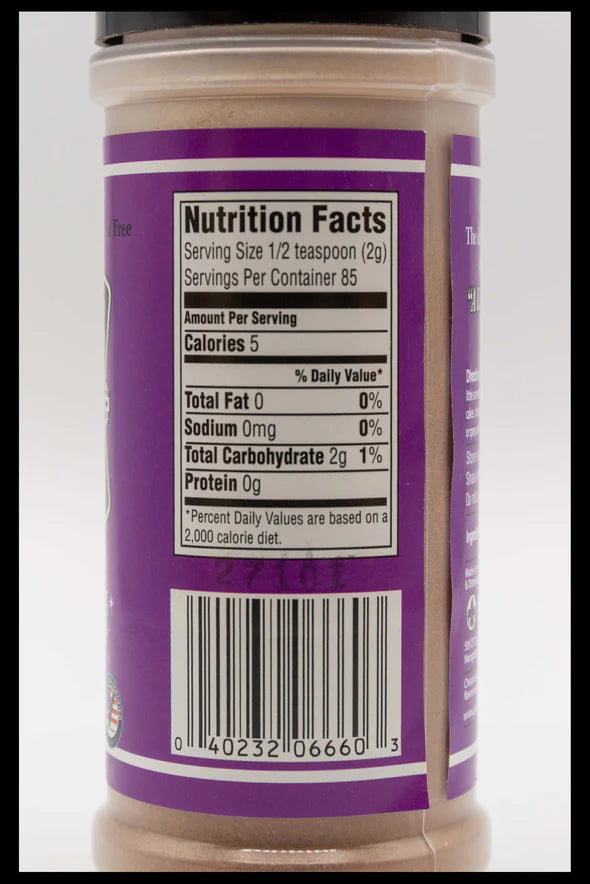 Free
Nutrition Facts
Serving Size 1/2 teaspoon (2g)
Servings Per Container 85
Amount Per Serving
Calories 5
% Daily Value*
Total Fat 0 0%
Sodium 0mg 0%
Total Carbohydrate 2g 1%
Protein 0g
*Percent Daily Values are based on a
2,000 calorie diet.
0 40232 06660 3
The